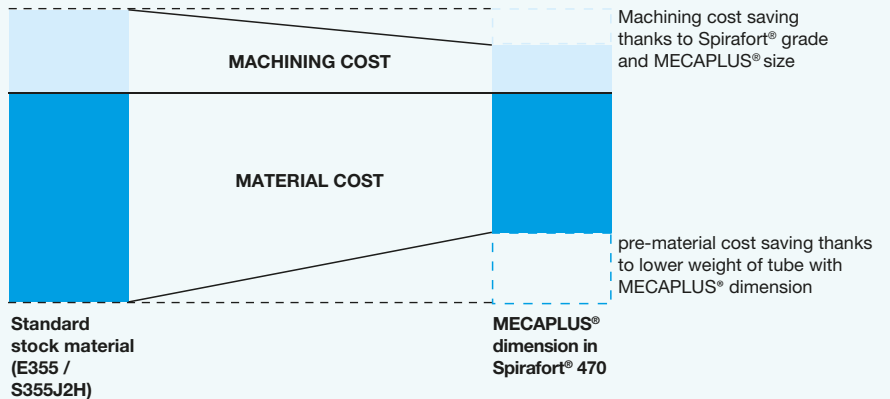 Machining cost saving
thanks to Spirafort® grade
and MECAPLUS® size
MACHINING COST
MATERIAL COST
pre-material cost saving thanks
to lower weight of tube with
MECAPLUS® dimension
Standard
stock material
(E355 /
S355J2H)
MECAPLUS®
dimension in
Spirafort® 470